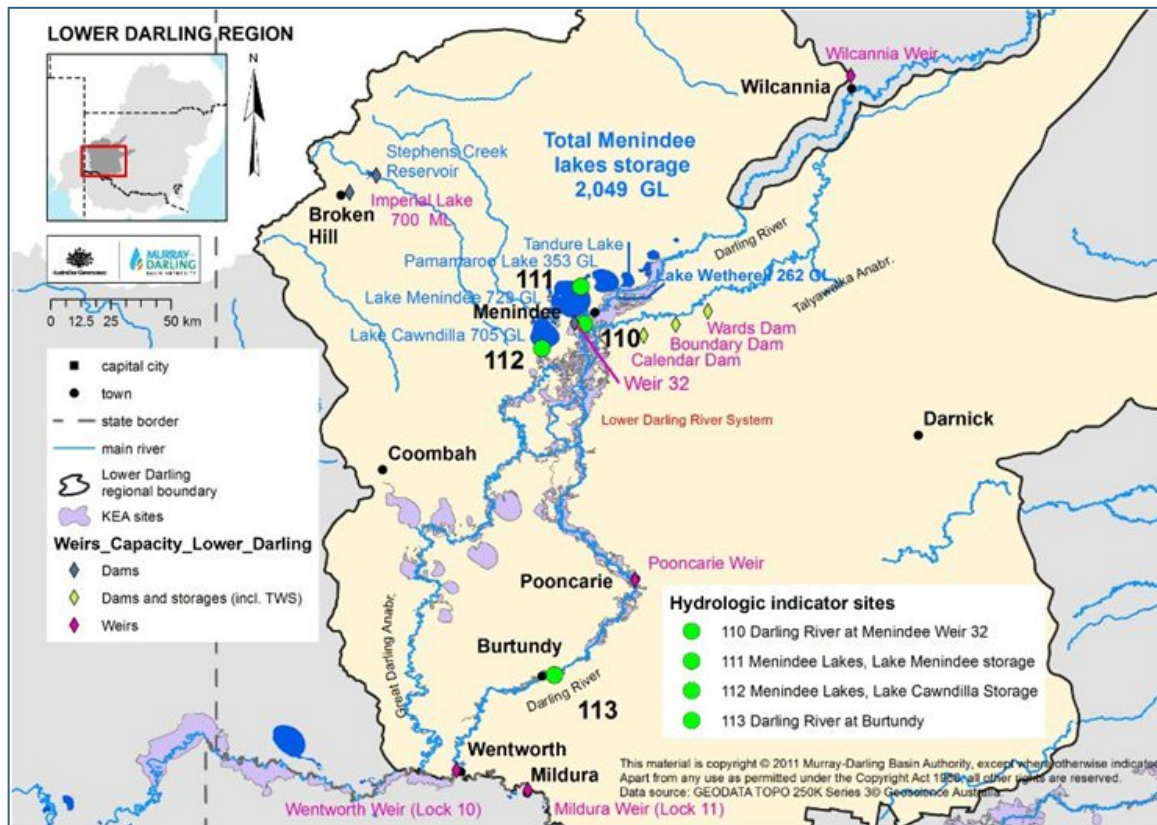 LOWER DARLING REGION
N
Australian Government
MURRAY-
DARLING
BASIN AUTHORITY
0 12.5 25 50 km
capital city
town
state border
main river
Lower Darling
regional boundary
KEA sites
Weirs_Capacity_Lower_Darling
Dams
Dams and storages (incl. TWS)
Weirs
Wilcannia Weir
Wilcannia
Total Menindee
lakes storage
2,049 GL
Stephens Creek
Reservoir
Imperial Lake
700 ML
Broken
Hill
Darling River
Tandure Lake
Pamamaroo Lake 353 GL
111
Lake Wetherell 262 GL
Talyawalka Anabr.
Lake Menindee 729 GL
Menindee
Lake Cawndilla 705 GL
110
112
Wards Dam
Boundary Dam
Calendar Dam
Weir 32
Lower Darling River System
Darnick
Coombah
Pooncarie Weir
Pooncarie
Great Darling Anabr.
Burtundy
Darling River
113
Hydrologic indicator sites
110 Darling River at Menindee Weir 32
111 Menindee Lakes, Lake Menindee storage
112 Menindee Lakes, Lake Cawndilla Storage
113 Darling River at Burtundy
Wentworth
Mildura
Wentworth Weir (Lock 10)
Mildura Weir (Lock 11)
This material is copyright © 2011 Murray-Darling Basin Authority, except where otherwise indicated
Apart from any use as permitted under the Copyright Act 1968, all other rights are reserved.
Data source: GEODATA TOPO 250K Series 3© Geoscience Australia.